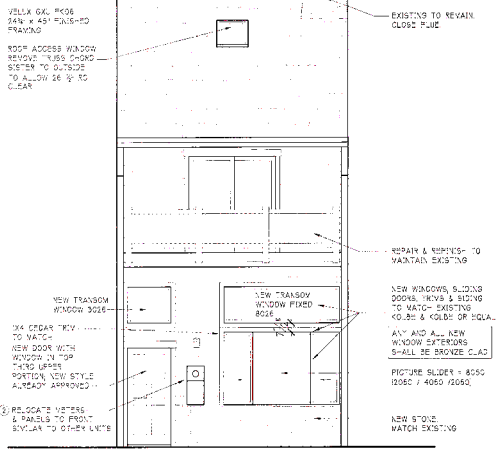 VELUX GXU FK06
24¾" x 45" FINISHED
FRAMING
ROOF ACCESS WINDOW
REMOVE TRUSS CHORD
SISTER TO OUTSIDE
TO ALLOW 26 ½" RO
CLEAR
EXISTING TO REMAIN
CLOSE FLUE
REPAIR & REFINISH TO
MAINTAIN EXISTING
NEW TRANSOM
WINDOW 3026
NEW TRANSOM
WINDOW FIXED
8026
NEW WINDOWS, SLIDING
DOORS, TRIMS & SIDING
TO MATCH EXISTING
KOLBE & KOLBE OR EQUAL
ANY AND ALL NEW
WINDOW EXTERIORS
SHALL BE BRONZE CLAD
PICTURE SLIDER = 8050
(2050 / 4050 /2050)
1X4 CEDAR TRIM
TO MATCH
NEW DOOR WITH
WINDOW IN TOP
THIRD UPPER
PORTION, NEW STYLE
ALREADY APPROVED
RELOCATE METERS
& PANELS TO FRONT
SIMILAR TO OTHER UNITS
NEW STONE,
MATCH EXISTING